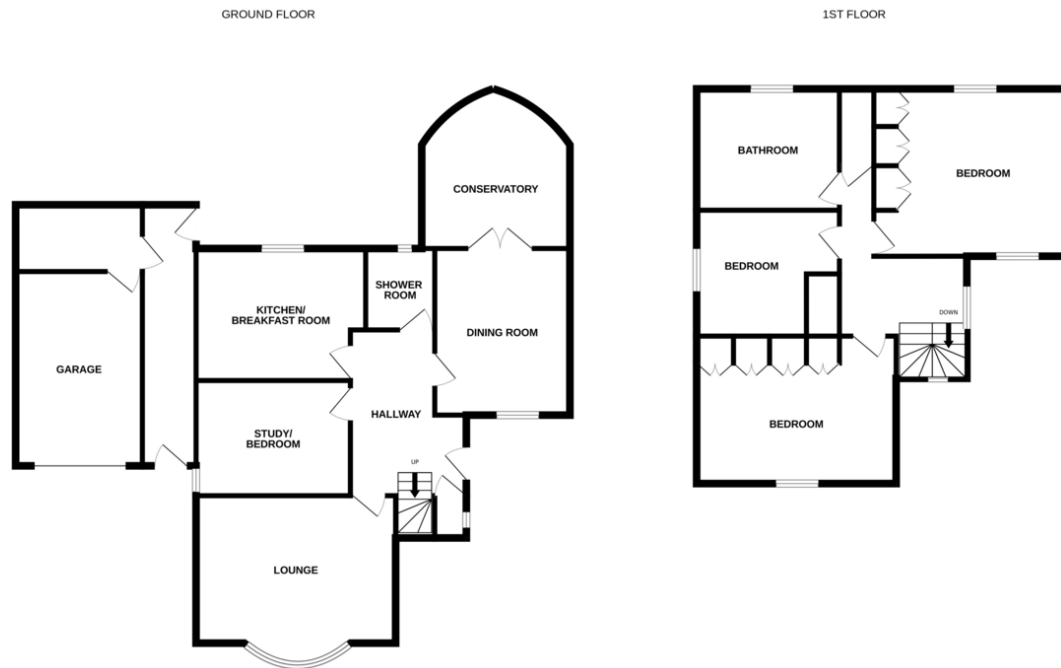 GROUND FLOOR
1ST FLOOR
CONSERVATORY
SHOWER
ROOM
KITCHEN/
BREAKFAST ROOM
DINING ROOM
GARAGE
HALLWAY
STUDY/
BEDROOM
UP
LOUNGE
BATHROOM
BEDROOM
BEDROOM
DOWN
BEDROOM